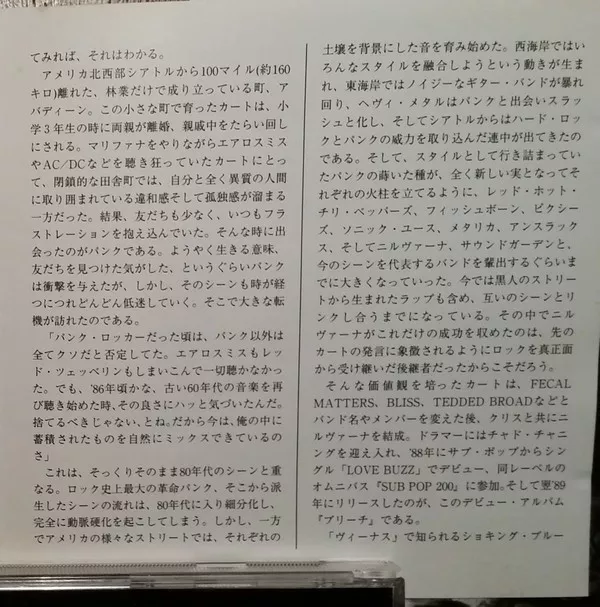 てみれば、それはわかる。
アメリカ北西部シアトルから100マイル(約160
キロ)離れた、林業だけで成り立っている町、ア
バディーン。この小さな町で育ったカートは、小
学3年生の時に両親が離婚、親戚中をたらい回し
にされる。マリファナをやりながらエアロスミス
やAC/DCなどを聴き狂っていたカートにとっ
て、閉鎖的な田舎町では、自分と全く異質の人間
に取り囲まれている違和感そして孤独感が溜まる
一方だった。結果、友だちも少なく、いつもフラ
ストレーションを抱え込んでいた。そんな時に出
会ったのがパンクである。ようやく生きる意味、
友だちを見つけた気がした、というぐらいパンク
は衝撃を与えたが、しかし、そのシーンも時が経
つにつれどんどん低迷していく。そこで大きな転
機が訪れたのである。
「パンク・ロッカーだった頃は、パンク以外は
全てクソだと否定してた。エアロスミスもレッ
ド・ツェッペリンもしまいこんで一切聴かなかっ
た。でも、'86年頃かな、古い60年代の音楽を再
び聴き始めた時、その良さにハッと気づいたんだ。
捨てるべきじゃない、とね。だから今は、俺の中に
蓄積されたものを自然にミックスできているの
さ」
これは、そっくりそのまま80年代のシーンと重
なる。ロック史上最大の革命パンク、そこから派
生したシーンの流れは、80年代に入り細分化し、
完全に動脈硬化を起こしてしまう。しかし、一方
でアメリカの様々なストリートでは、それぞれの
土壌を背景にした音を育み始めた。西海岸ではい
ろんなスタイルを融合しようという動きが生ま
れ、東海岸ではノイジーなギター・バンドが暴れ
回り、ヘヴィ・メタルはパンクと出会いスラッ
シュと化し、そしてシアトルからはハード・ロッ
クとパンクの威力を取り込んだ連中が出てきたの
である。そして、スタイルとして行き詰まってい
たパンクの蒔いた種が、全く新しい実となってそ
れぞれの火柱を立てるように、レッド・ホット・
チリ・ペッパーズ、フィッシュボーン、ピクシー
ズ、ソニック・ユース、メタリカ、アンスラック
ス、そしてニルヴァーナ、サウンドガーデンと、
今のシーンを代表するバンドを輩出するぐらいま
でに大きくなっていった。今では黒人のストリー
トから生まれたラップも含め、互いのシーンとリ
ンクし合うまでになっている。その中でニル
ヴァーナがこれだけの成功を収めたのは、先の
カートの発言に象徴されるようにロックを真正面
から受け継いだ後継者だったからこそだろう。
そんな価値観を培ったカートは、FECAL
MATTERS、BLISS、TEDDED BROADなどと
バンド名やメンバーを変えた後、クリスと共にニ
ルヴァーナを結成。ドラマーにはチャド・チャニ
ングを迎え入れ、'88年にサブ・ポップからシン
グル『LOVE BUZZ』でデビュー、同レーベルの
オムニバス『SUB POP 200』に参加。そして翌'89
年にリリースしたのが、このデビュー・アルバム
『ブリーチ』である。
「ヴィーナス」で知られるショキング・ブルー